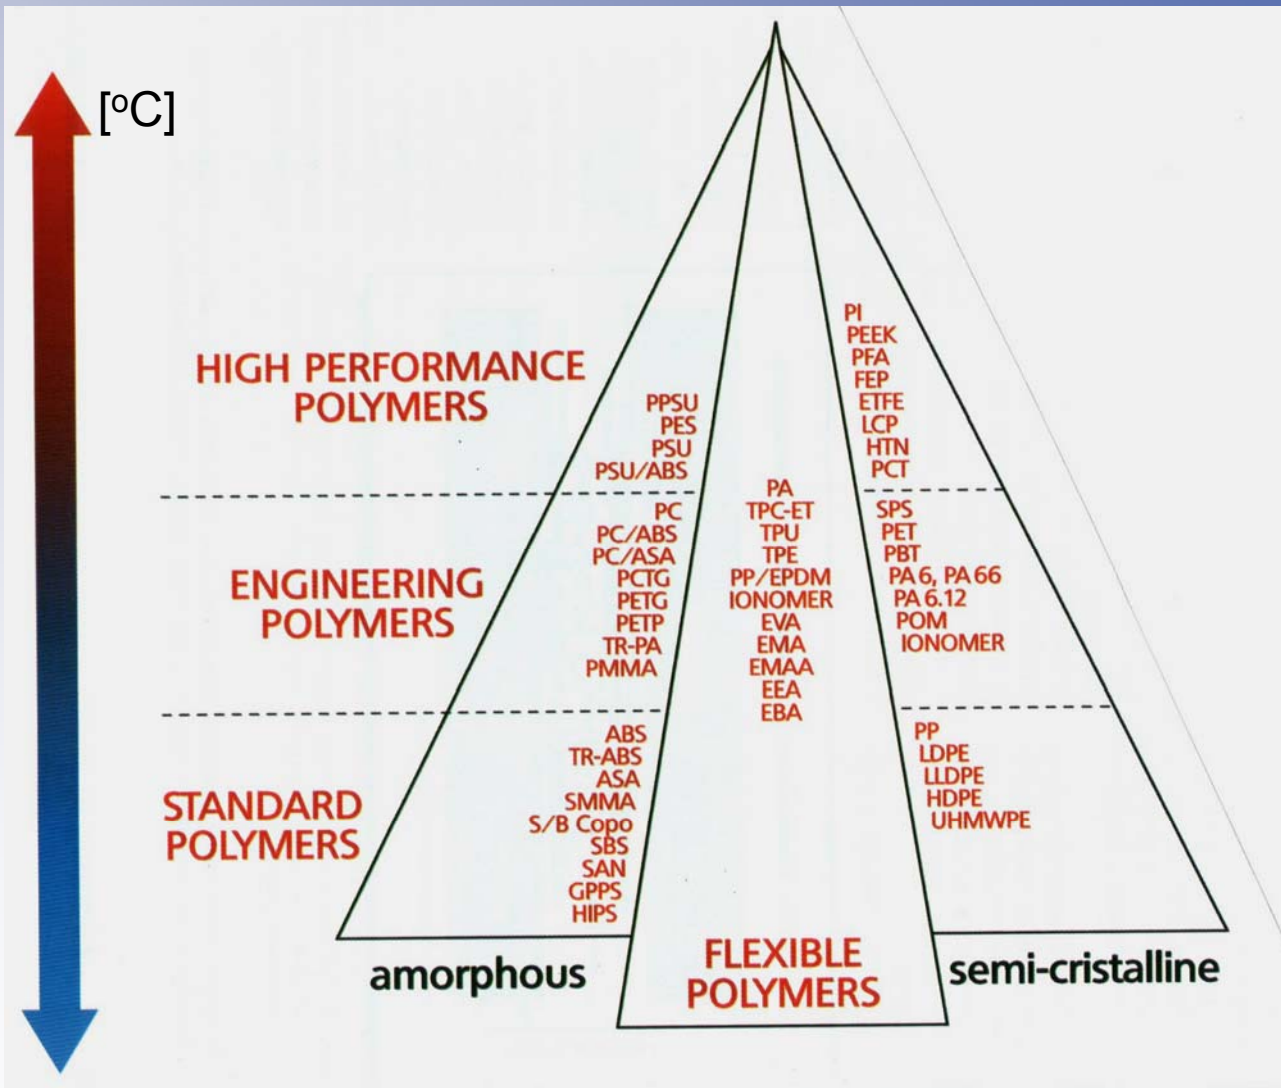 [ºC]
HIGH PERFORMANCE
POLYMERS
PPSU
PES
PSU
PSU/ABS
ENGINEERING
POLYMERS
PC
PC/ABS
PC/ASA
PCTG
PETG
PETP
TR-PA
PMMA
STANDARD
POLYMERS
ABS
TR-ABS
ASA
SMMA
S/B Copo
SBS
SAN
GPPS
HIPS
amorphous
PA
TPC-ET
TPU
TPE
PP/EPDM
IONOMER
EVA
EMA
EMAA
EEA
EBA
FLEXIBLE
POLYMERS
PI
PEEK
PFA
FEP
ETFE
LCP
HTN
PCT
SPS
PET
PBT
PA 6, PA 66
PA 6.12
POM
IONOMER
PP
LDPE
LLDPE
HDPE
UHMWPE
semi-cristalline